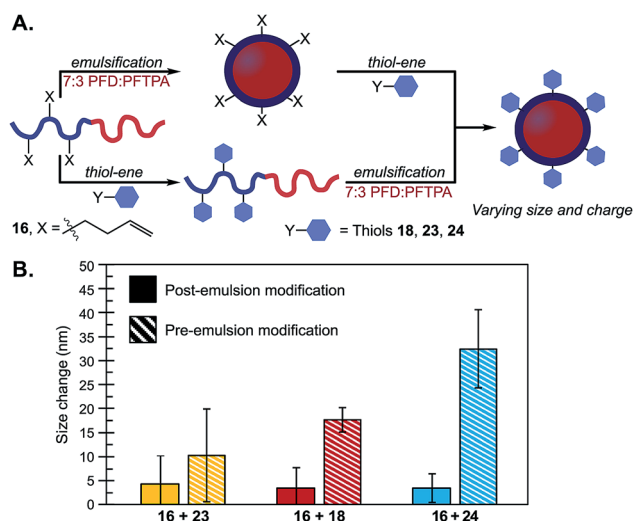 A.
X
X
X
X
X
X
X
X
X
emulsification
7:3 PFD:PFTPA
thiol-ene
Y
thiol-ene
Y
emulsification
7:3 PFD:PFTPA
16, X =
Y = Thiols 18, 23, 24
Varying size and charge
B.
Size change (nm)
50
45
40
35
30
25
20
15
10
5
0
Post-emulsion modification
Pre-emulsion modification
16 + 23
16 + 18
16 + 24